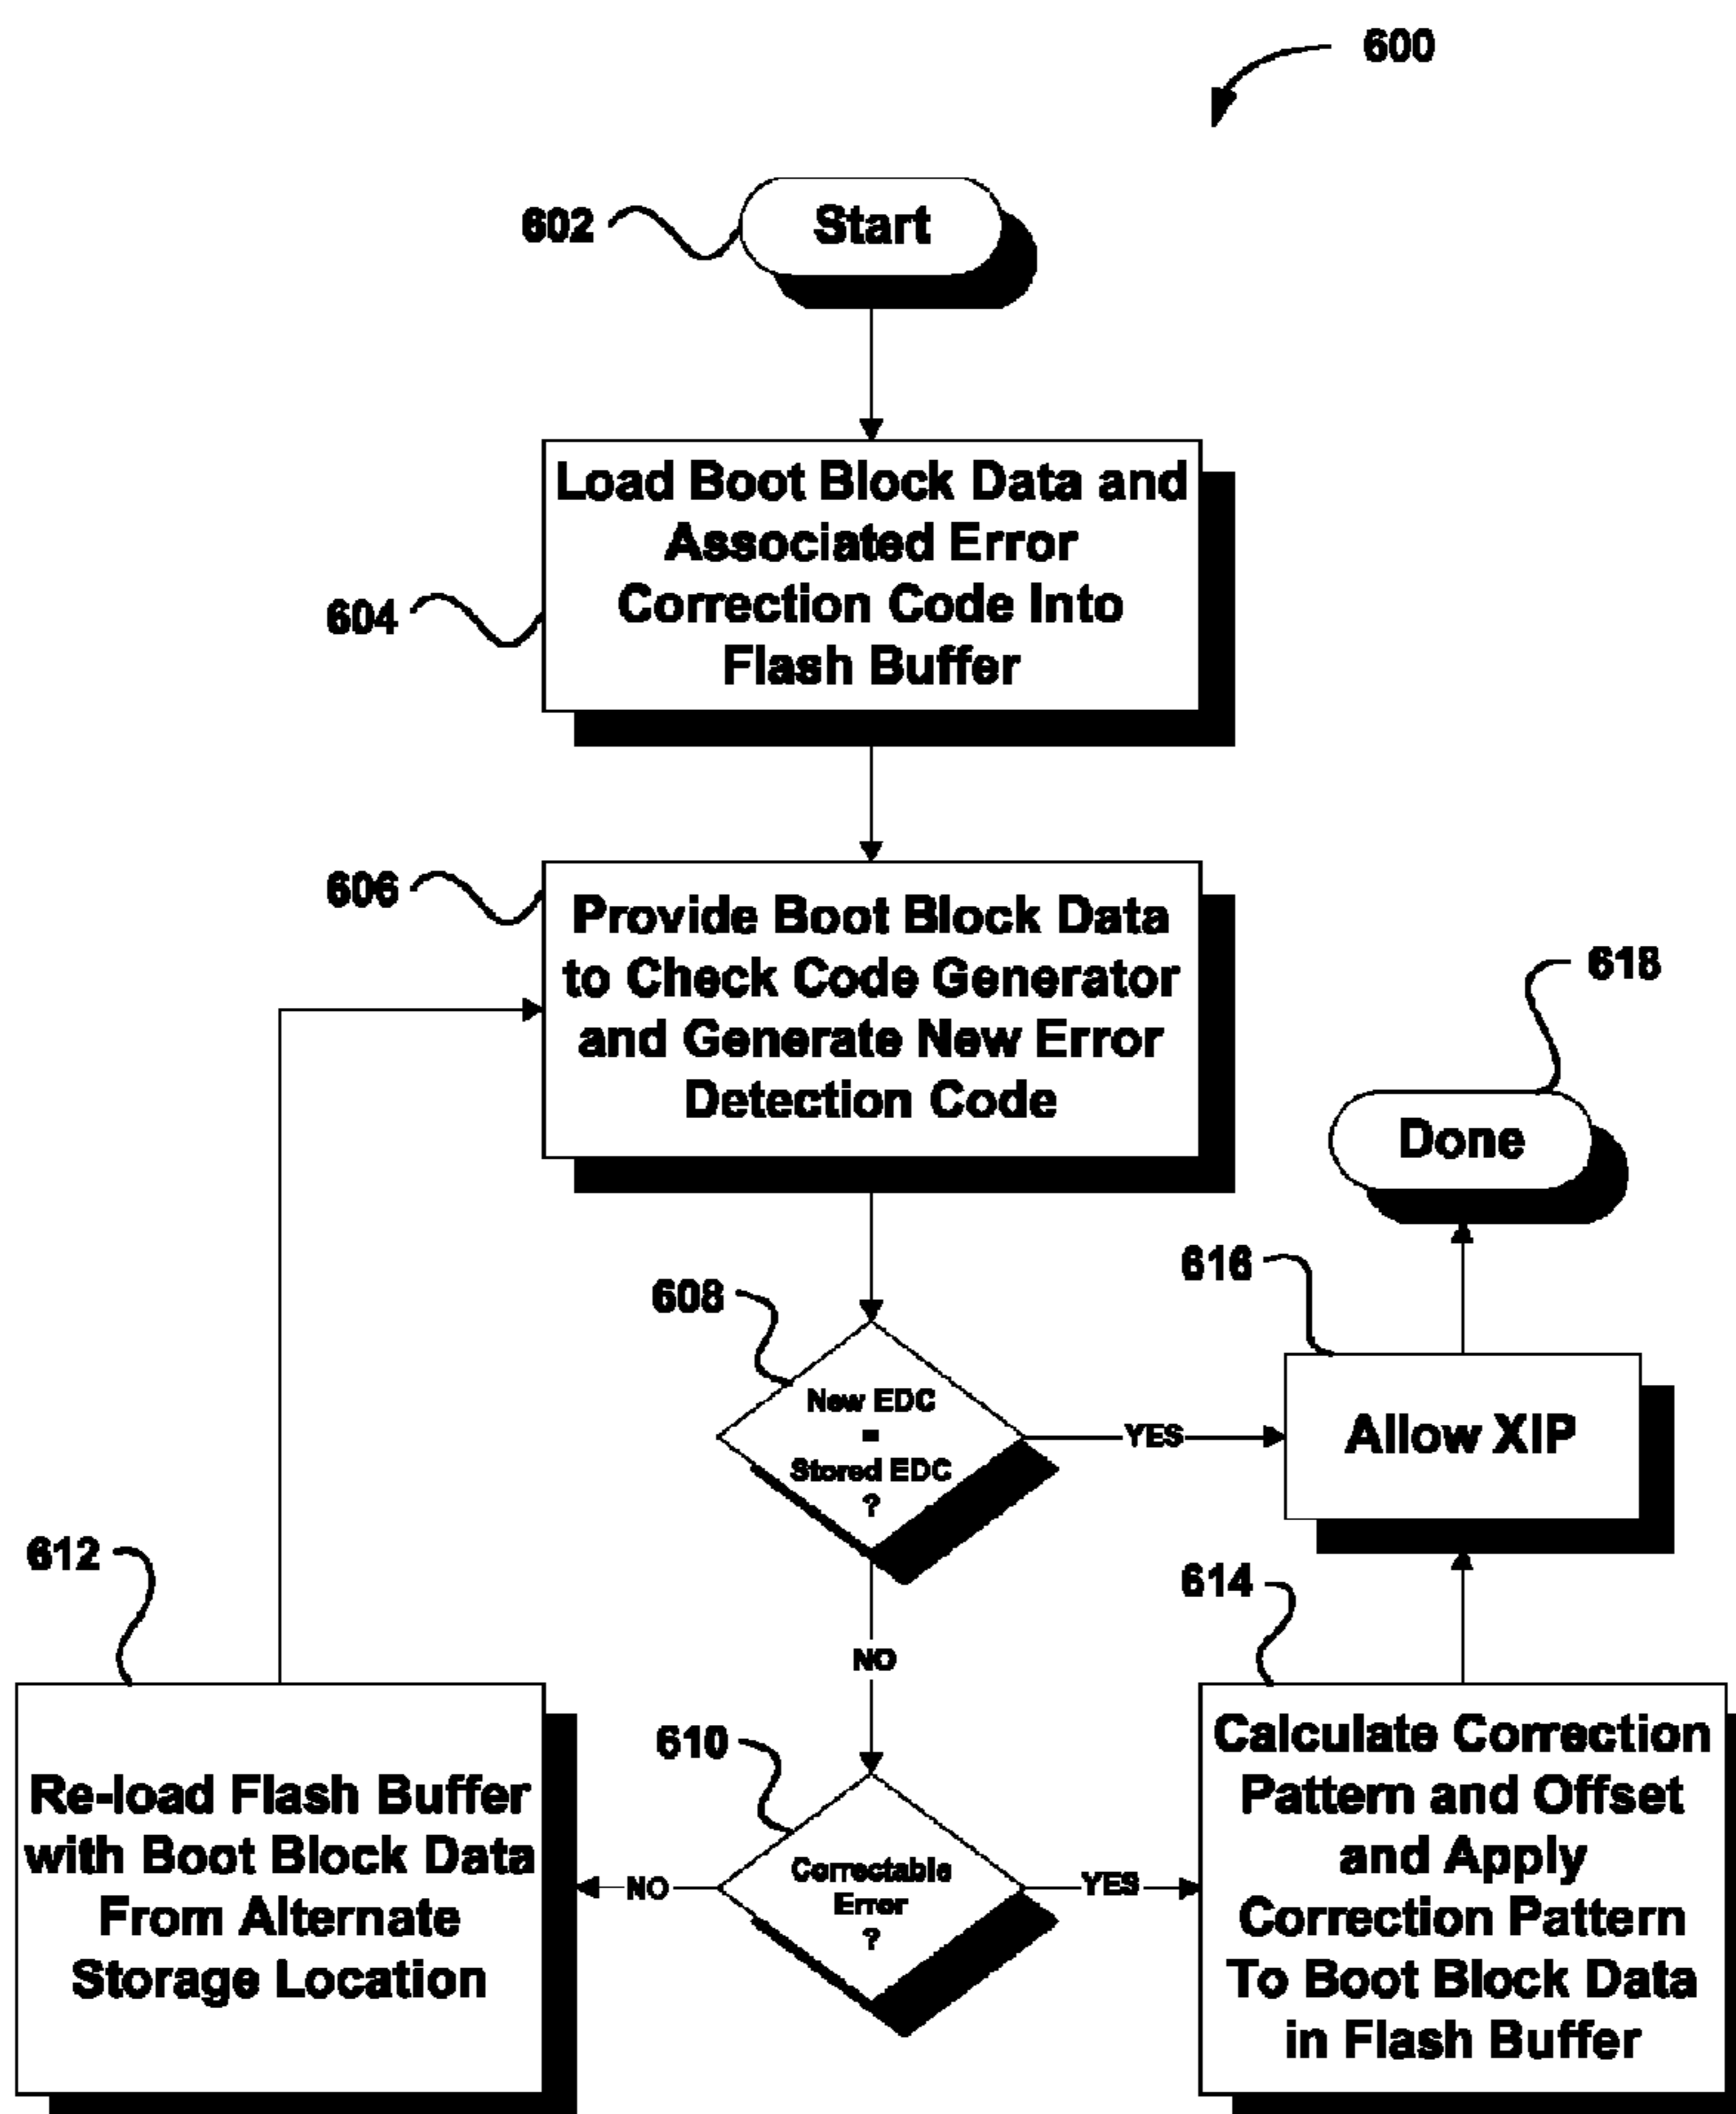 600
602
Start
Load Boot Block Data and
Associated Error
Correction Code Into
Flash Buffer
604
606
Provide Boot Block Data
to Check Code Generator
and Generate New Error
Detection Code
618
Done
616
608
New EDC
=
Stored EDC
?
YES
Allow XIP
612
614
NO
610
Re-load Flash Buffer
with Boot Block Data
From Alternate
Storage Location
NO
Correctable
Error
?
YES
Calculate Correction
Pattern and Offset
and Apply
Correction Pattern
To Boot Block Data
in Flash Buffer